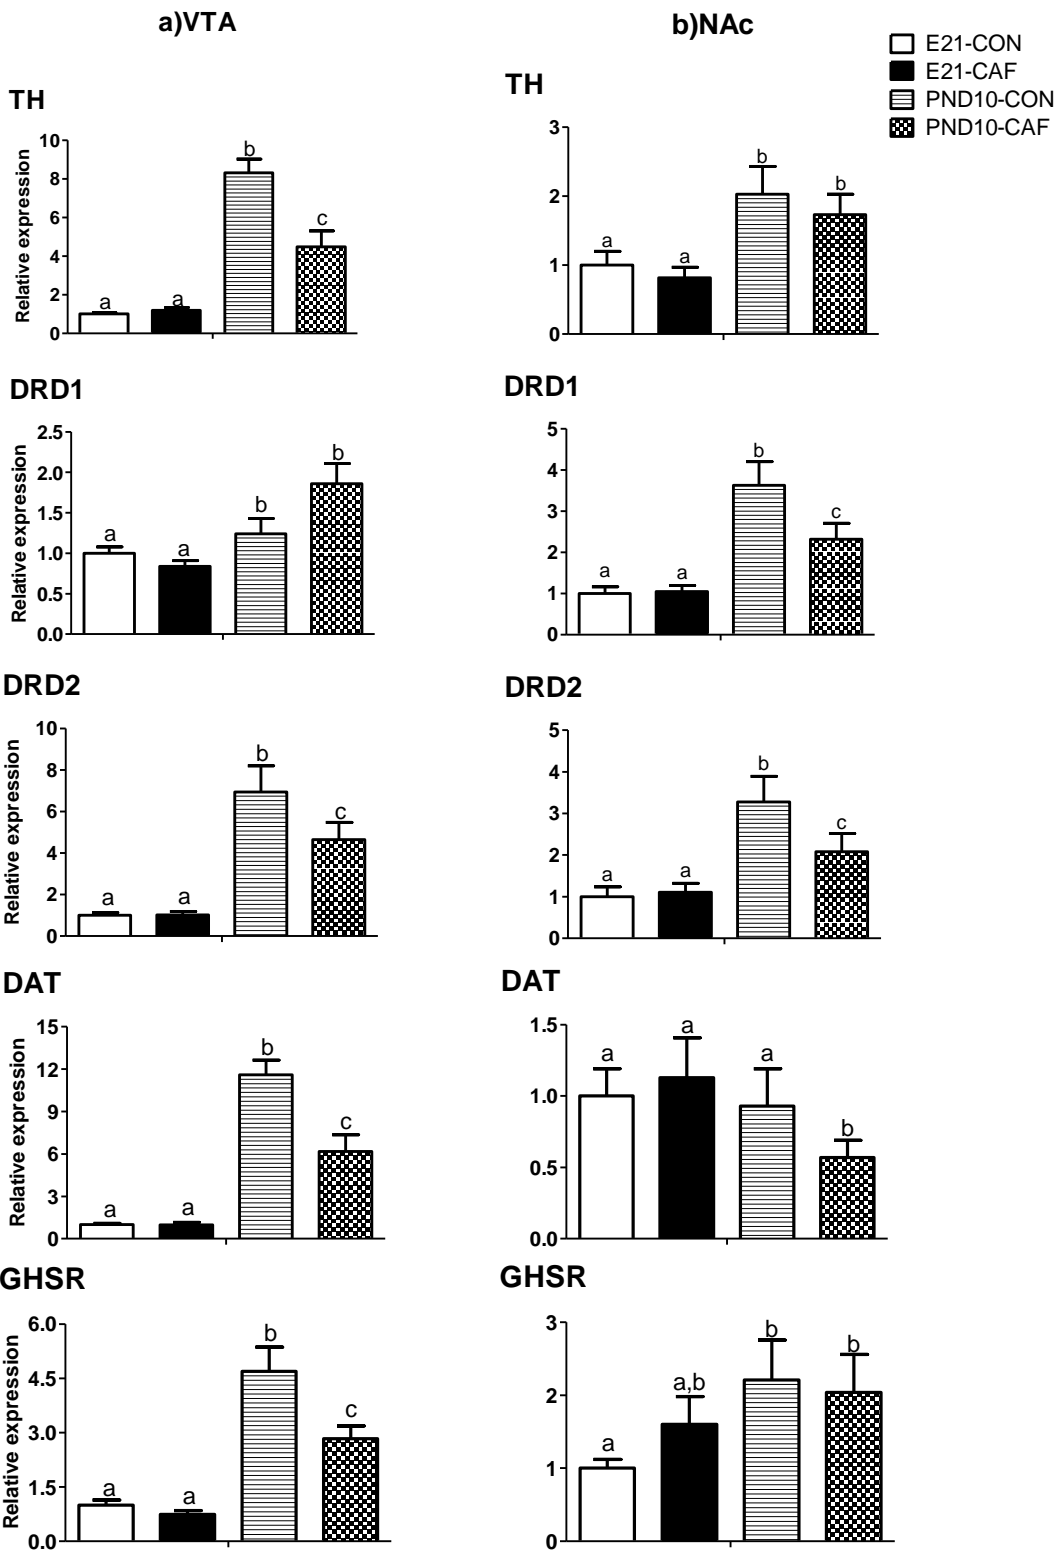 a)VTA
b)NAc
E21-CON
E21-CAF
PND10-CON
PND10-CAF
TH
Relative expression
10
8
6
4
2
0
a
a
b
c
TH
3
2
1
0
a
a
b
b
DRD1
Relative expression
2.5
2.0
1.5
1.0
0.5
0.0
a
a
b
b
DRD1
5
4
3
2
1
0
a
a
b
c
DRD2
Relative expression
10
8
6
4
2
0
a
a
b
c
DRD2
5
4
3
2
1
0
a
a
b
c
DAT
Relative expression
15
12
9
6
3
0
a
a
b
c
DAT
1.5
1.0
0.5
0.0
a
a
a
b
GHSR
Relative expression
6.0
4.5
3.0
1.5
0.0
a
a
b
c
GHSR
3
2
1
0
a
a,b
b
b